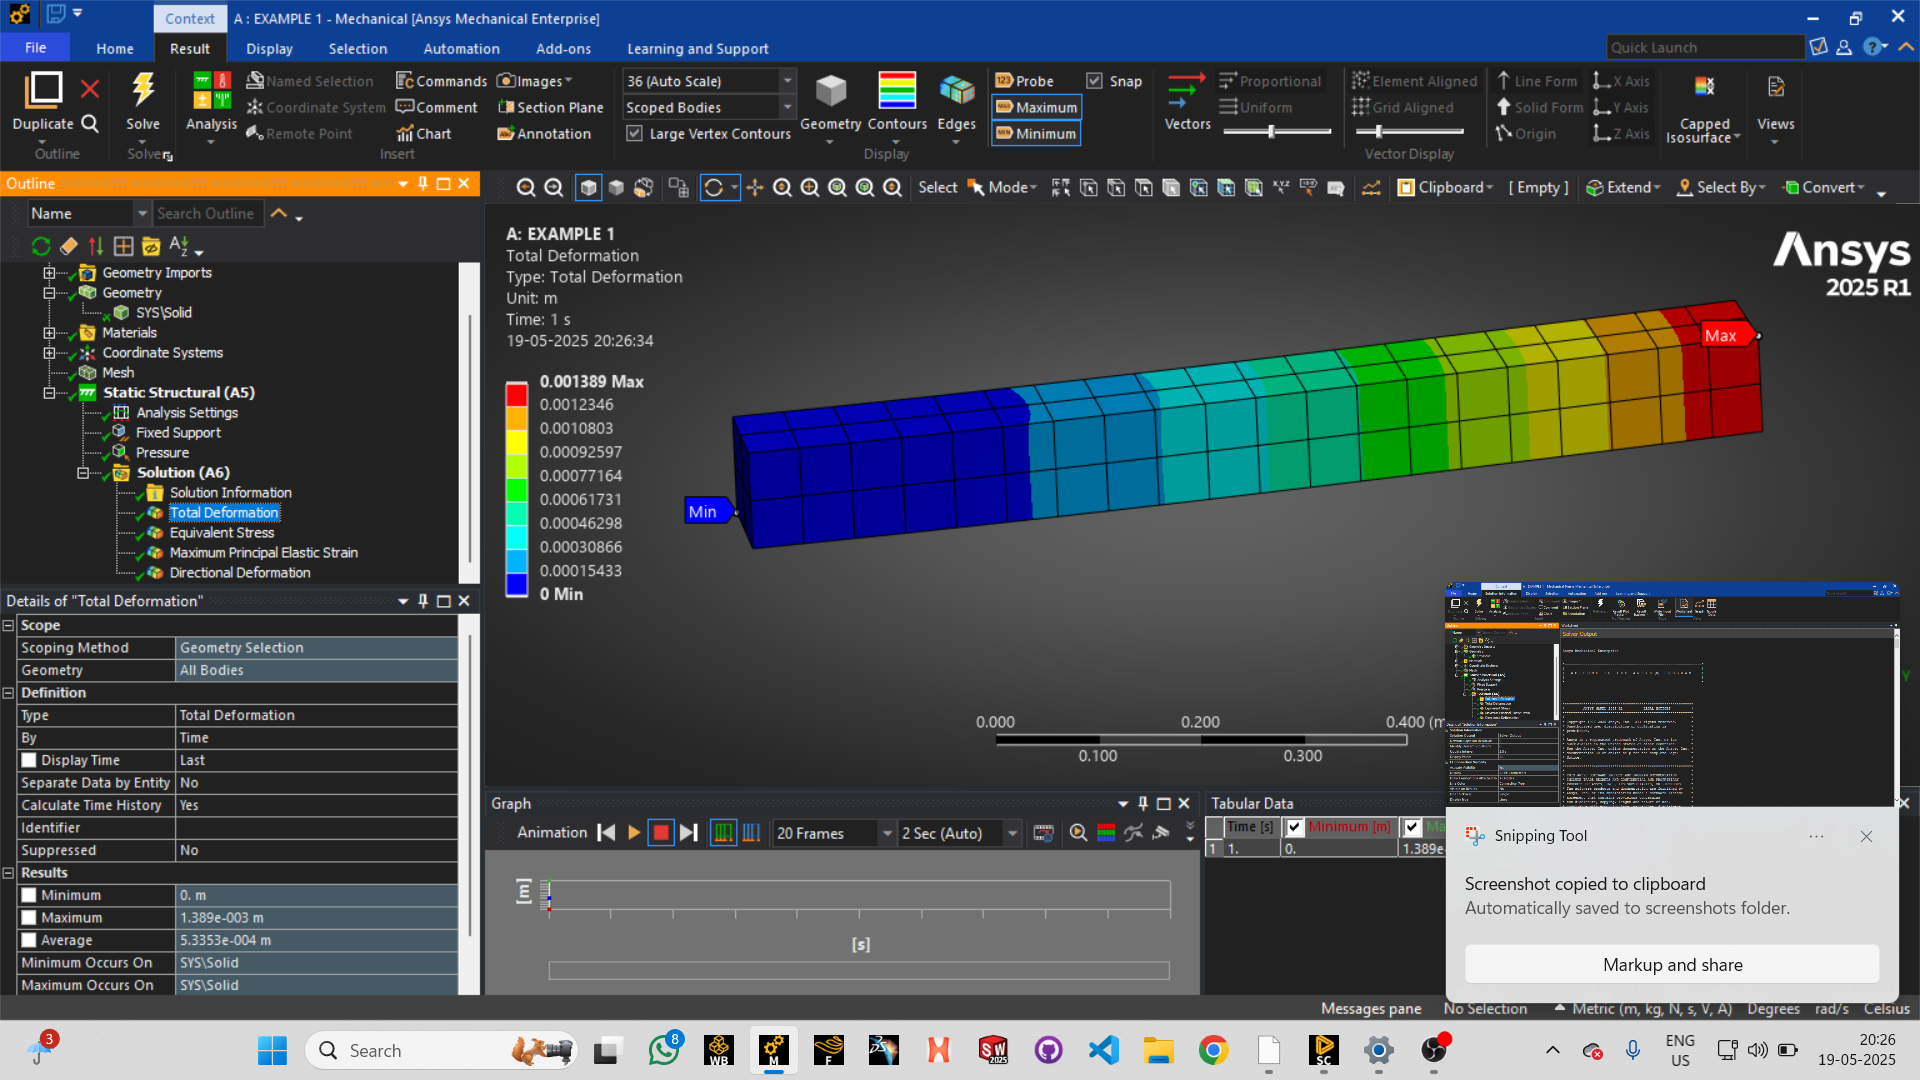 Context
A : EXAMPLE 1 - Mechanical [Ansys Mechanical Enterprise]
File
Home
Result
Display
Selection
Automation
Add-ons
Learning and Support
Quick Launch
Duplicate
Outline
Solve
Solver
Analysis
Named Selection
Coordinate System
Remote Point
Commands
Comment
Chart
Images
Section Plane
Annotation
Insert
36 (Auto Scale)
Scoped Bodies
Large Vertex Contours
Geometry
Contours
Edges
Display
Probe
Maximum
Minimum
Snap
Vectors
Proportional
Uniform
Element Aligned
Grid Aligned
Line Form
Solid Form
Origin
X Axis
Y Axis
Z Axis
Vector Display
Capped
Isosurface
Views
Outline
Name
Search Outline
Select
Mode
Clipboard
[ Empty ]
Extend
Select By
Convert
Geometry Imports
Geometry
SYS\Solid
Materials
Coordinate Systems
Mesh
Static Structural (A5)
Analysis Settings
Fixed Support
Pressure
Solution (A6)
Solution Information
Total Deformation
Equivalent Stress
Maximum Principal Elastic Strain
Directional Deformation
A: EXAMPLE 1
Total Deformation
Type: Total Deformation
Unit: m
Time: 1 s
19-05-2025 20:26:34
0.001389 Max
0.0012346
0.0010803
0.00092597
0.00077164
0.00061731
0.00046298
0.00030866
0.00015433
0 Min
Ansys
2025 R1
Max
Min
0.000
0.200
0.400 (m
0.100
0.300
Y
Details of "Total Deformation"
Scope
Scoping Method Geometry Selection
Geometry All Bodies
Definition
Type Total Deformation
By Time
Display Time Last
Separate Data by Entity No
Calculate Time History Yes
Identifier
Suppressed No
Results
Minimum 0. m
Maximum 1.389e-003 m
Average 5.3353e-004 m
Minimum Occurs On SYS\Solid
Maximum Occurs On SYS\Solid
Graph
Animation
20 Frames
2 Sec (Auto)
[m]
[s]
Tabular Data
Time [s] Minimum [m] Ma
1 1. 0. 1.389e-
Snipping Tool
Screenshot copied to clipboard
Automatically saved to screenshots folder.
Markup and share
Messages pane
No Selection
Metric (m, kg, N, s, V, A)
Degrees
rad/s
Celsius
3
Search
8
WB
M
F
SW
2025
SC
ENG
US
20:26
19-05-2025